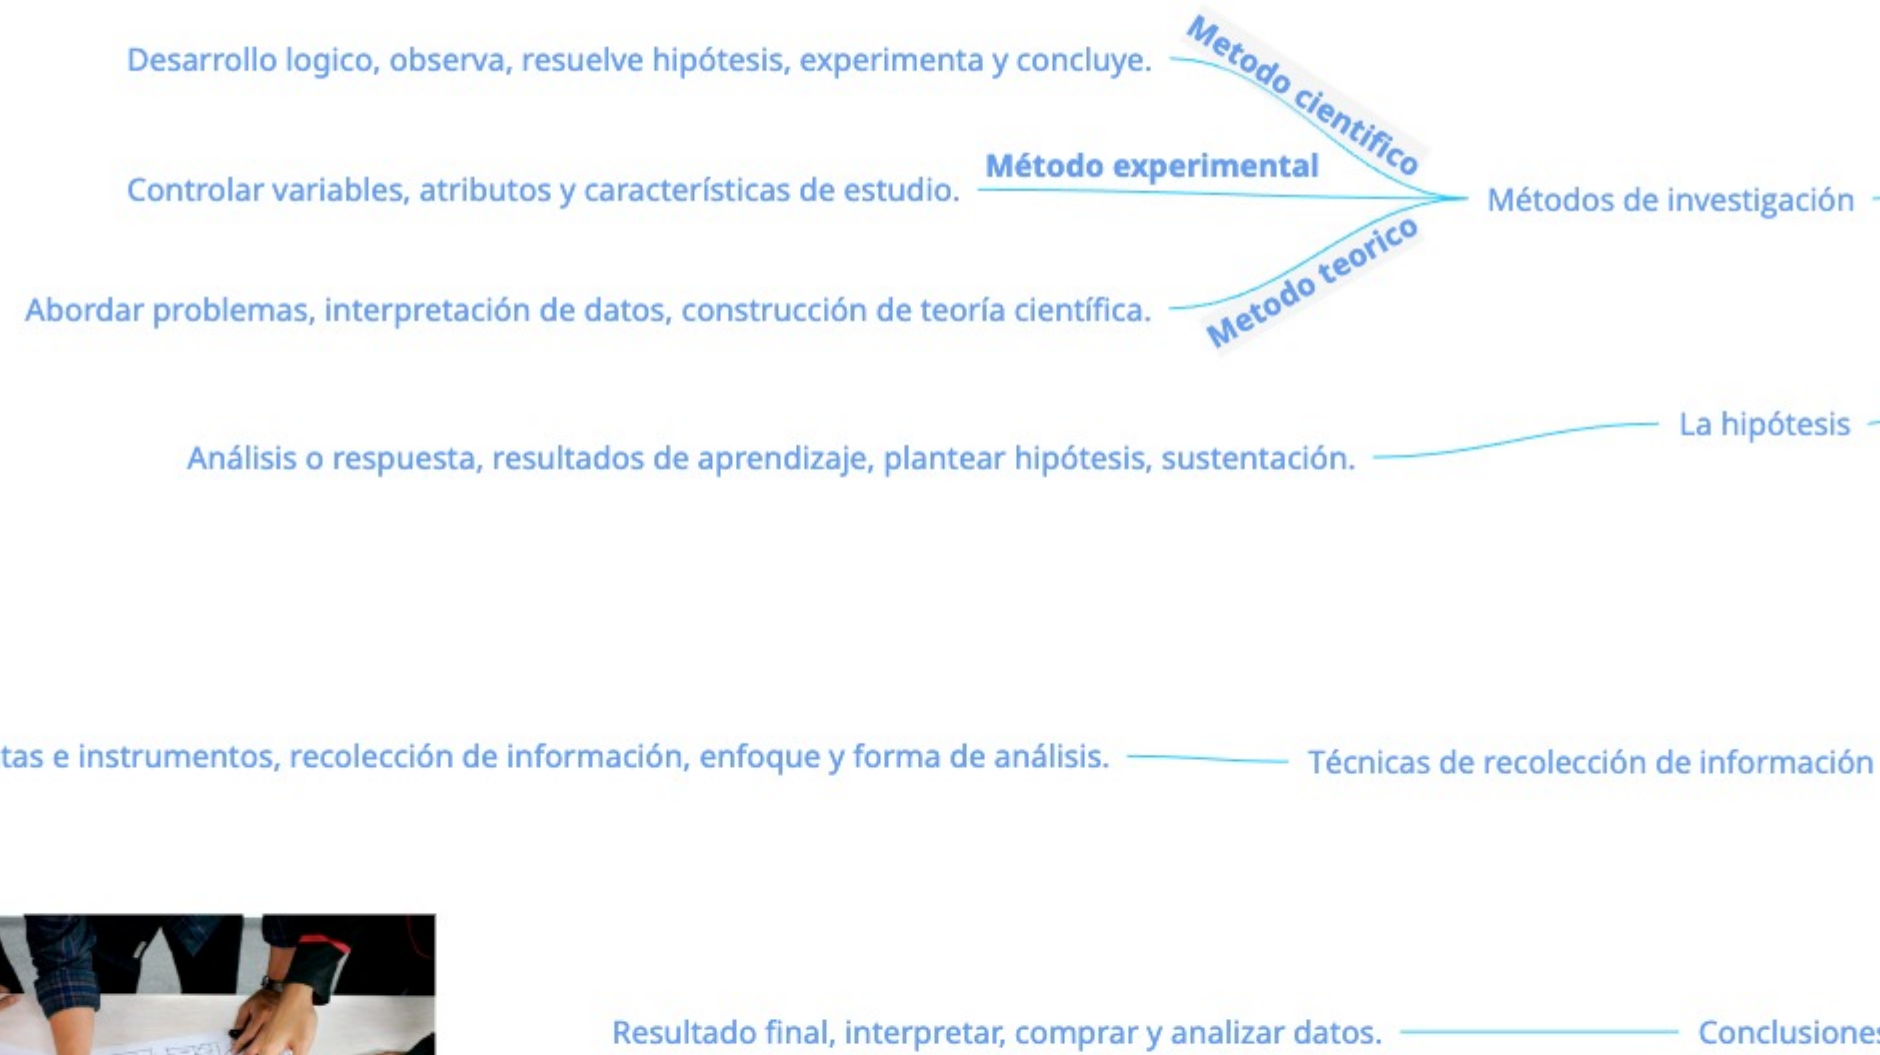 Metodo cientifico
Desarrollo logico, observa, resuelve hipótesis, experimenta y concluye.
Método experimental
Controlar variables, atributos y características de estudio.
Métodos de investigación
Metodo teorico
Abordar problemas, interpretación de datos, construcción de teoría científica.
La hipótesis
Análisis o respuesta, resultados de aprendizaje, plantear hipótesis, sustentación.
tas e instrumentos, recolección de información, enfoque y forma de análisis.
Técnicas de recolección de información
Resultado final, interpretar, comprar y analizar datos.
Conclusiones